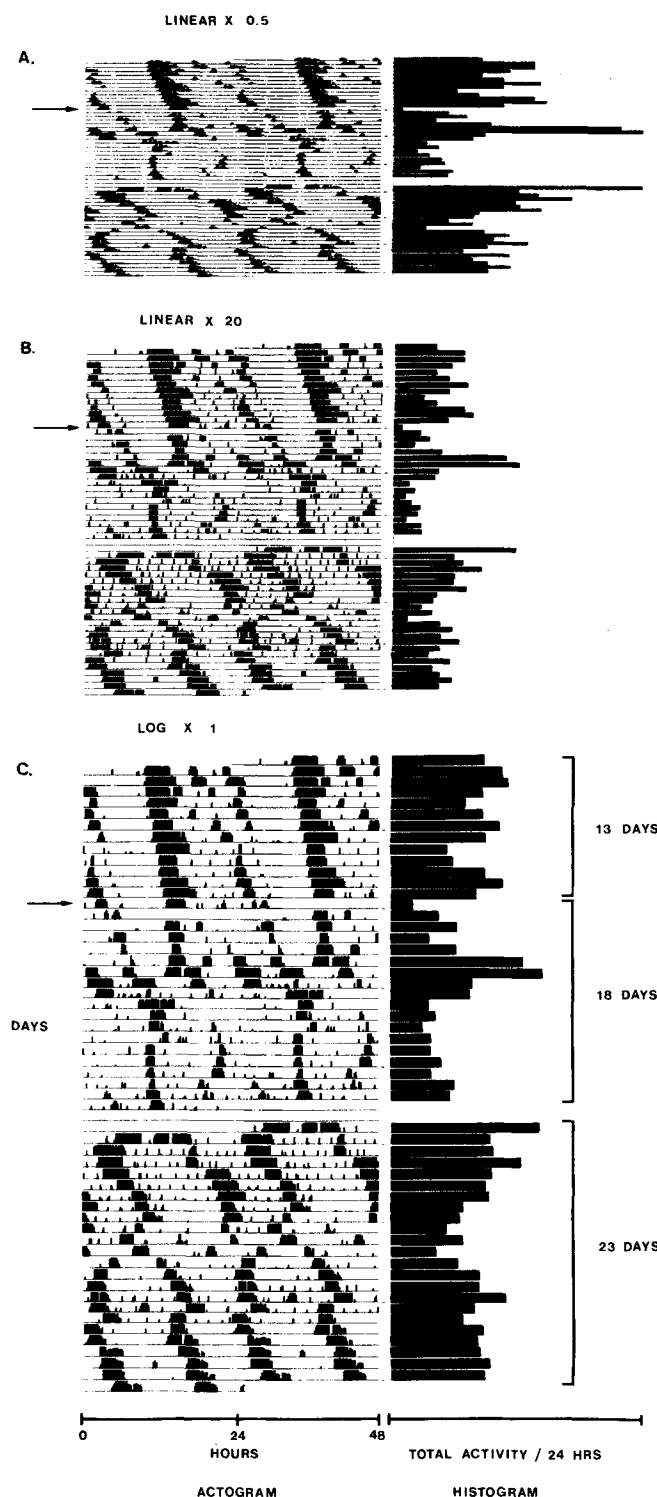 LINEAR X 0.5
A.
LINEAR X 20
B.
LOG X 1
C.
13 DAYS
18 DAYS
DAYS
23 DAYS
0 24 48
HOURS
TOTAL ACTIVITY / 24 HRS
ACTOGRAM
HISTOGRAM